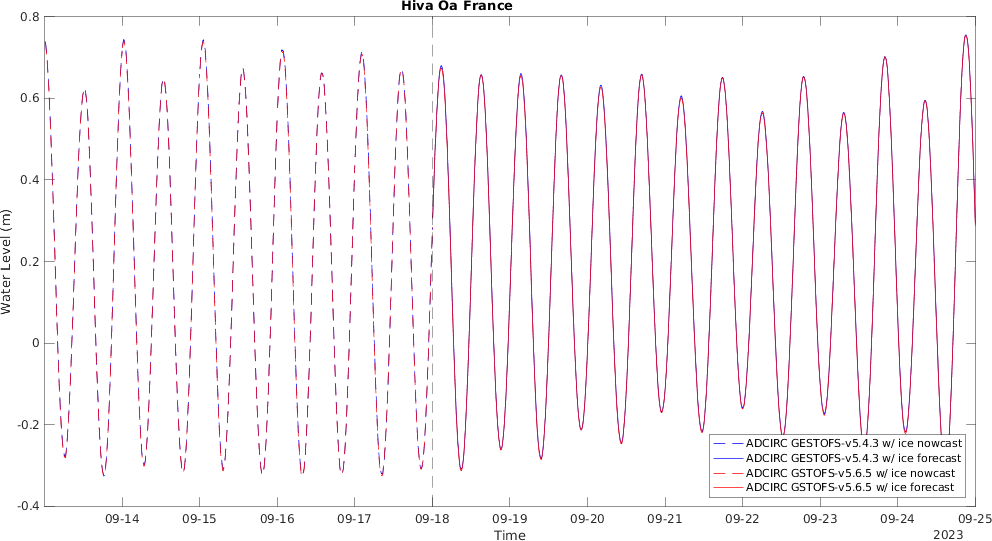 Hiva Oa France
0.8
0.6
0.4
0.2
0
-0.2
-0.4
Water Level (m)
ADCIRC GESTOFS-v5.4.3 w/ ice nowcast
ADCIRC GESTOFS-v5.4.3 w/ ice forecast
ADCIRC GSTOFS-v5.6.5 w/ ice nowcast
ADCIRC GSTOFS-v5.6.5 w/ ice forecast
09-14 09-15 09-16 09-17 09-18 09-19 09-20 09-21 09-22 09-23 09-24 09-25
Time
2023